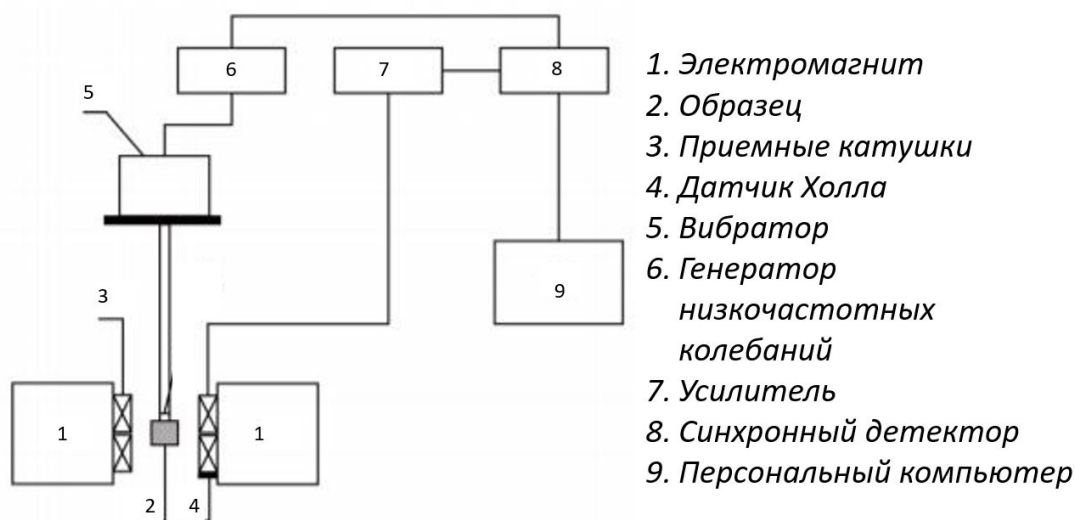 6
7
8
5
9
3
1
1
2
4
1. Электромагнит
2. Образец
3. Приемные катушки
4. Датчик Холла
5. Вибратор
6. Генератор
низкочастотных
колебаний
7. Усилитель
8. Синхронный детектор
9. Персональный компьютер